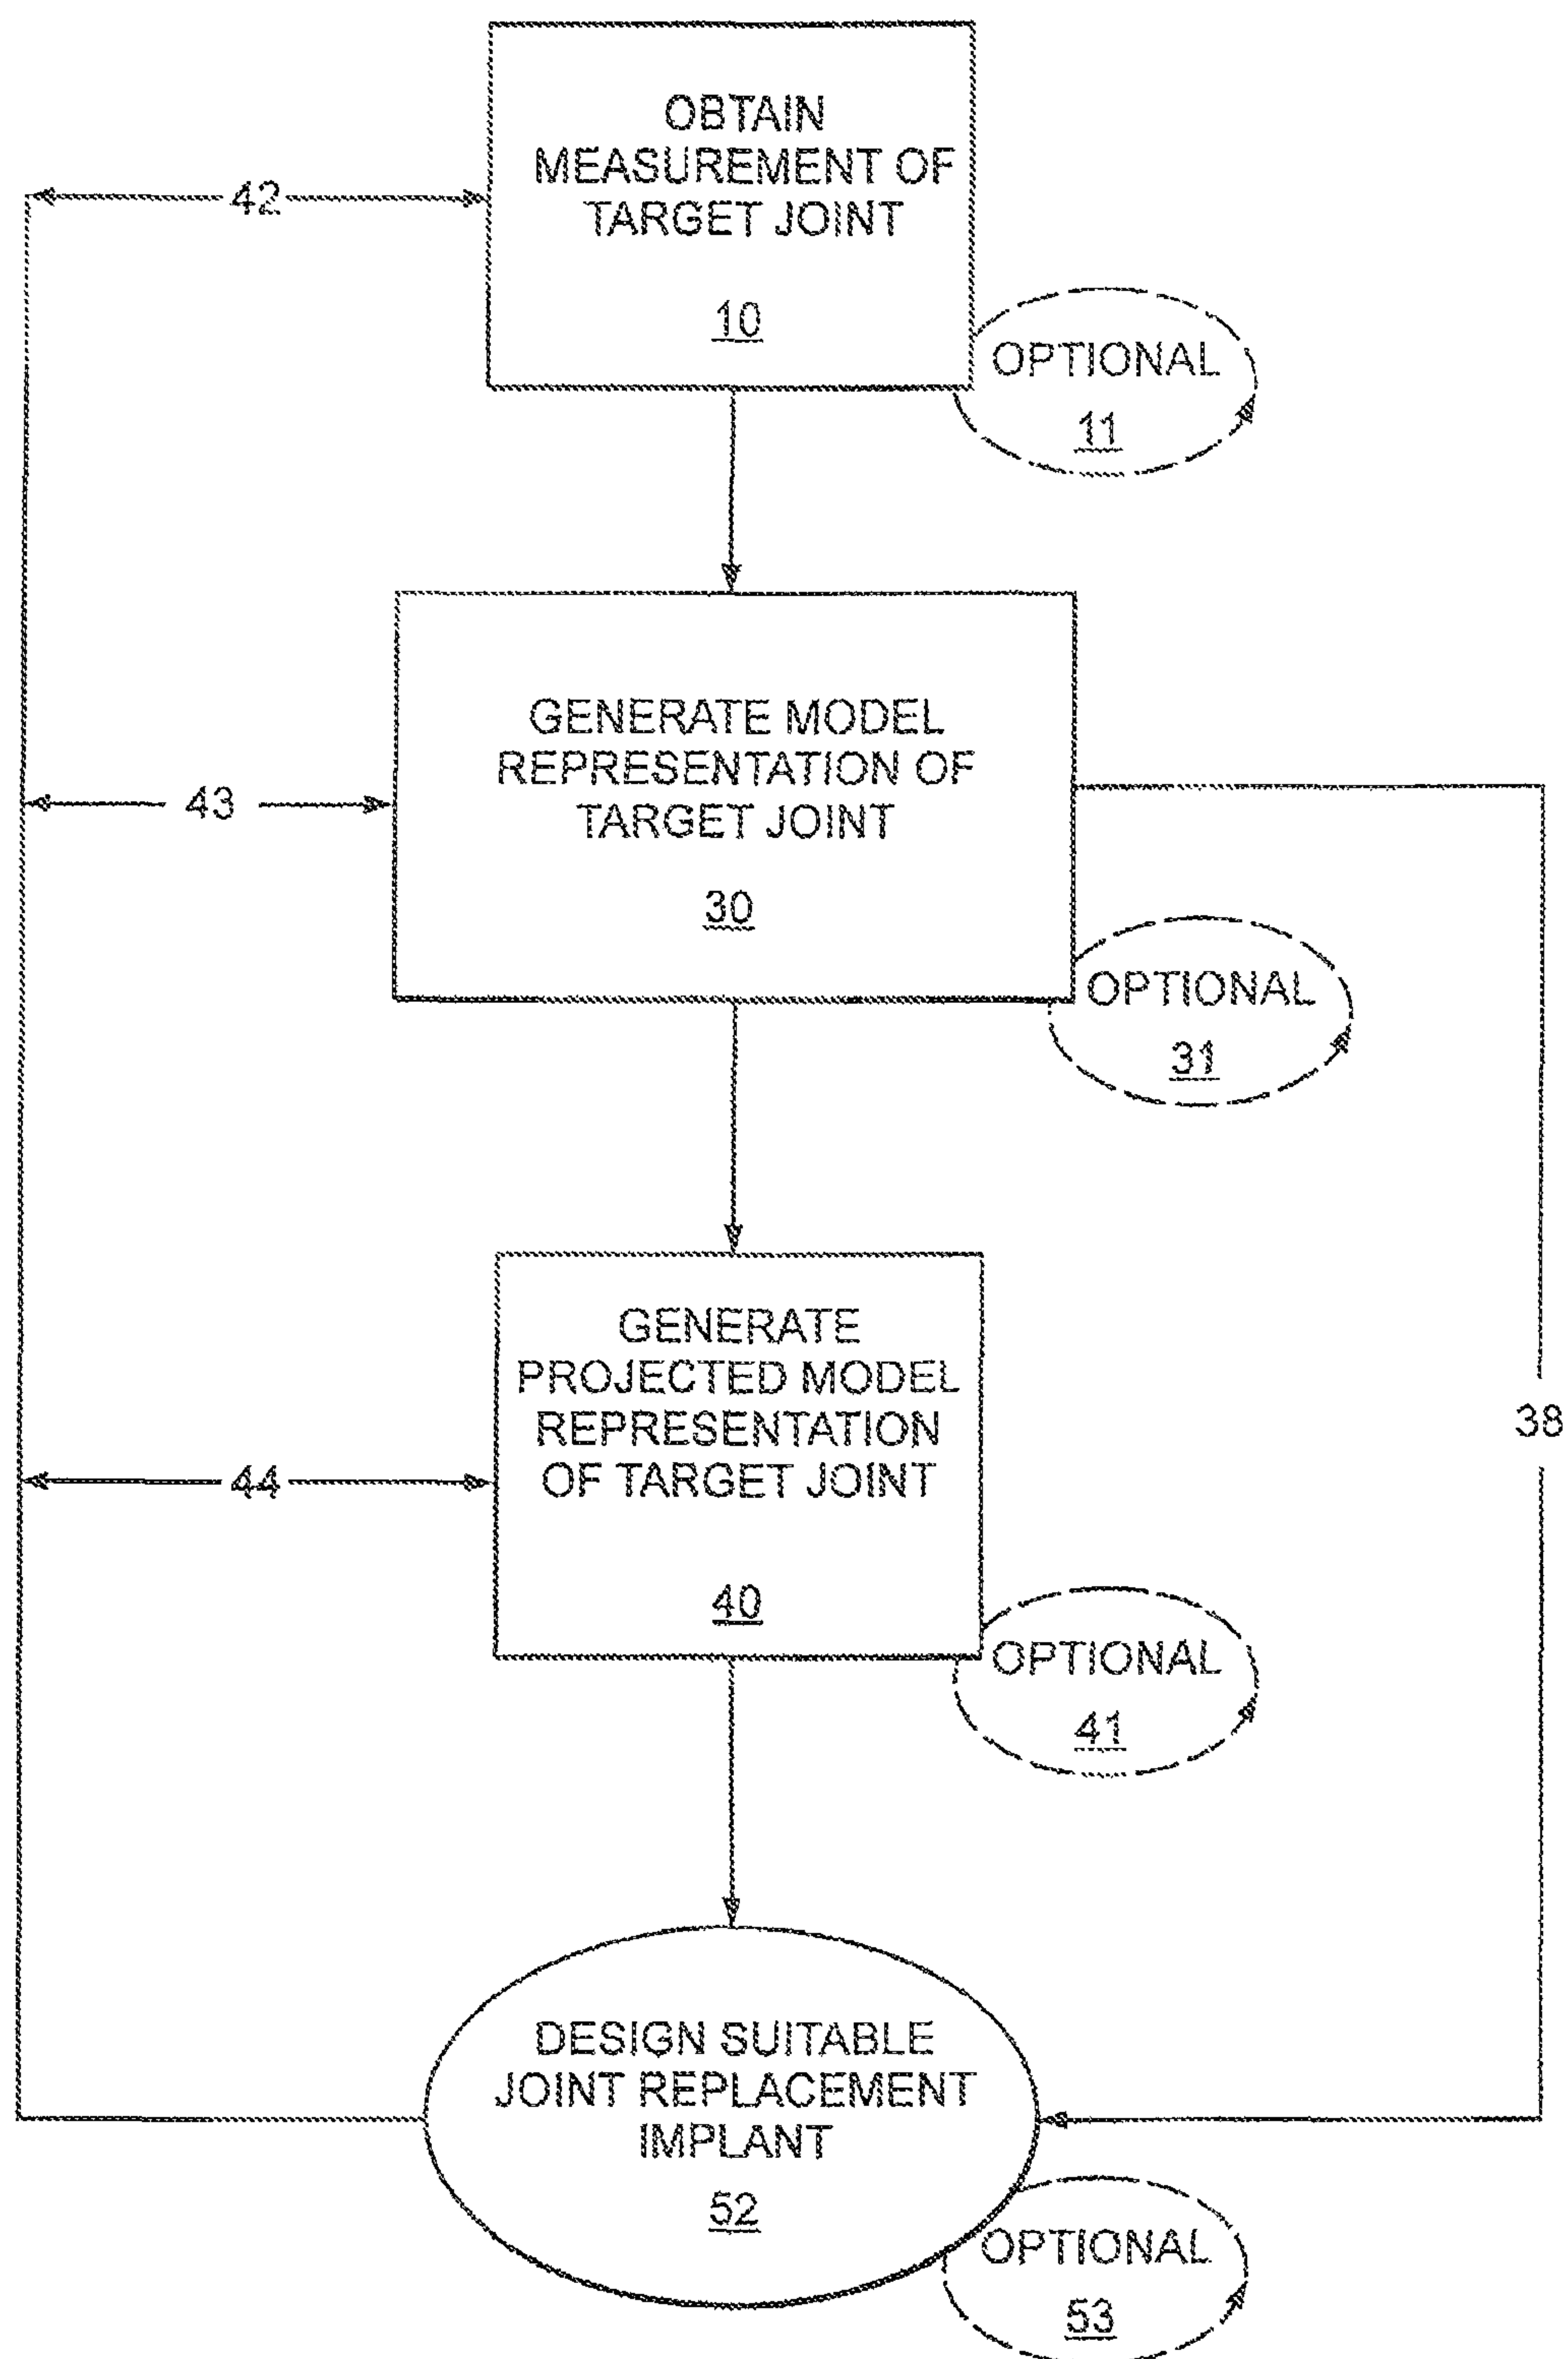 OBTAIN
MEASUREMENT OF
TARGET JOINT
42
10
OPTIONAL
11
GENERATE MODEL
REPRESENTATION OF
TARGET JOINT
43
30
OPTIONAL
31
GENERATE
PROJECTED MODEL
REPRESENTATION
OF TARGET JOINT
38
44
40
OPTIONAL
41
DESIGN SUITABLE
JOINT REPLACEMENT
IMPLANT
52
OPTIONAL
53